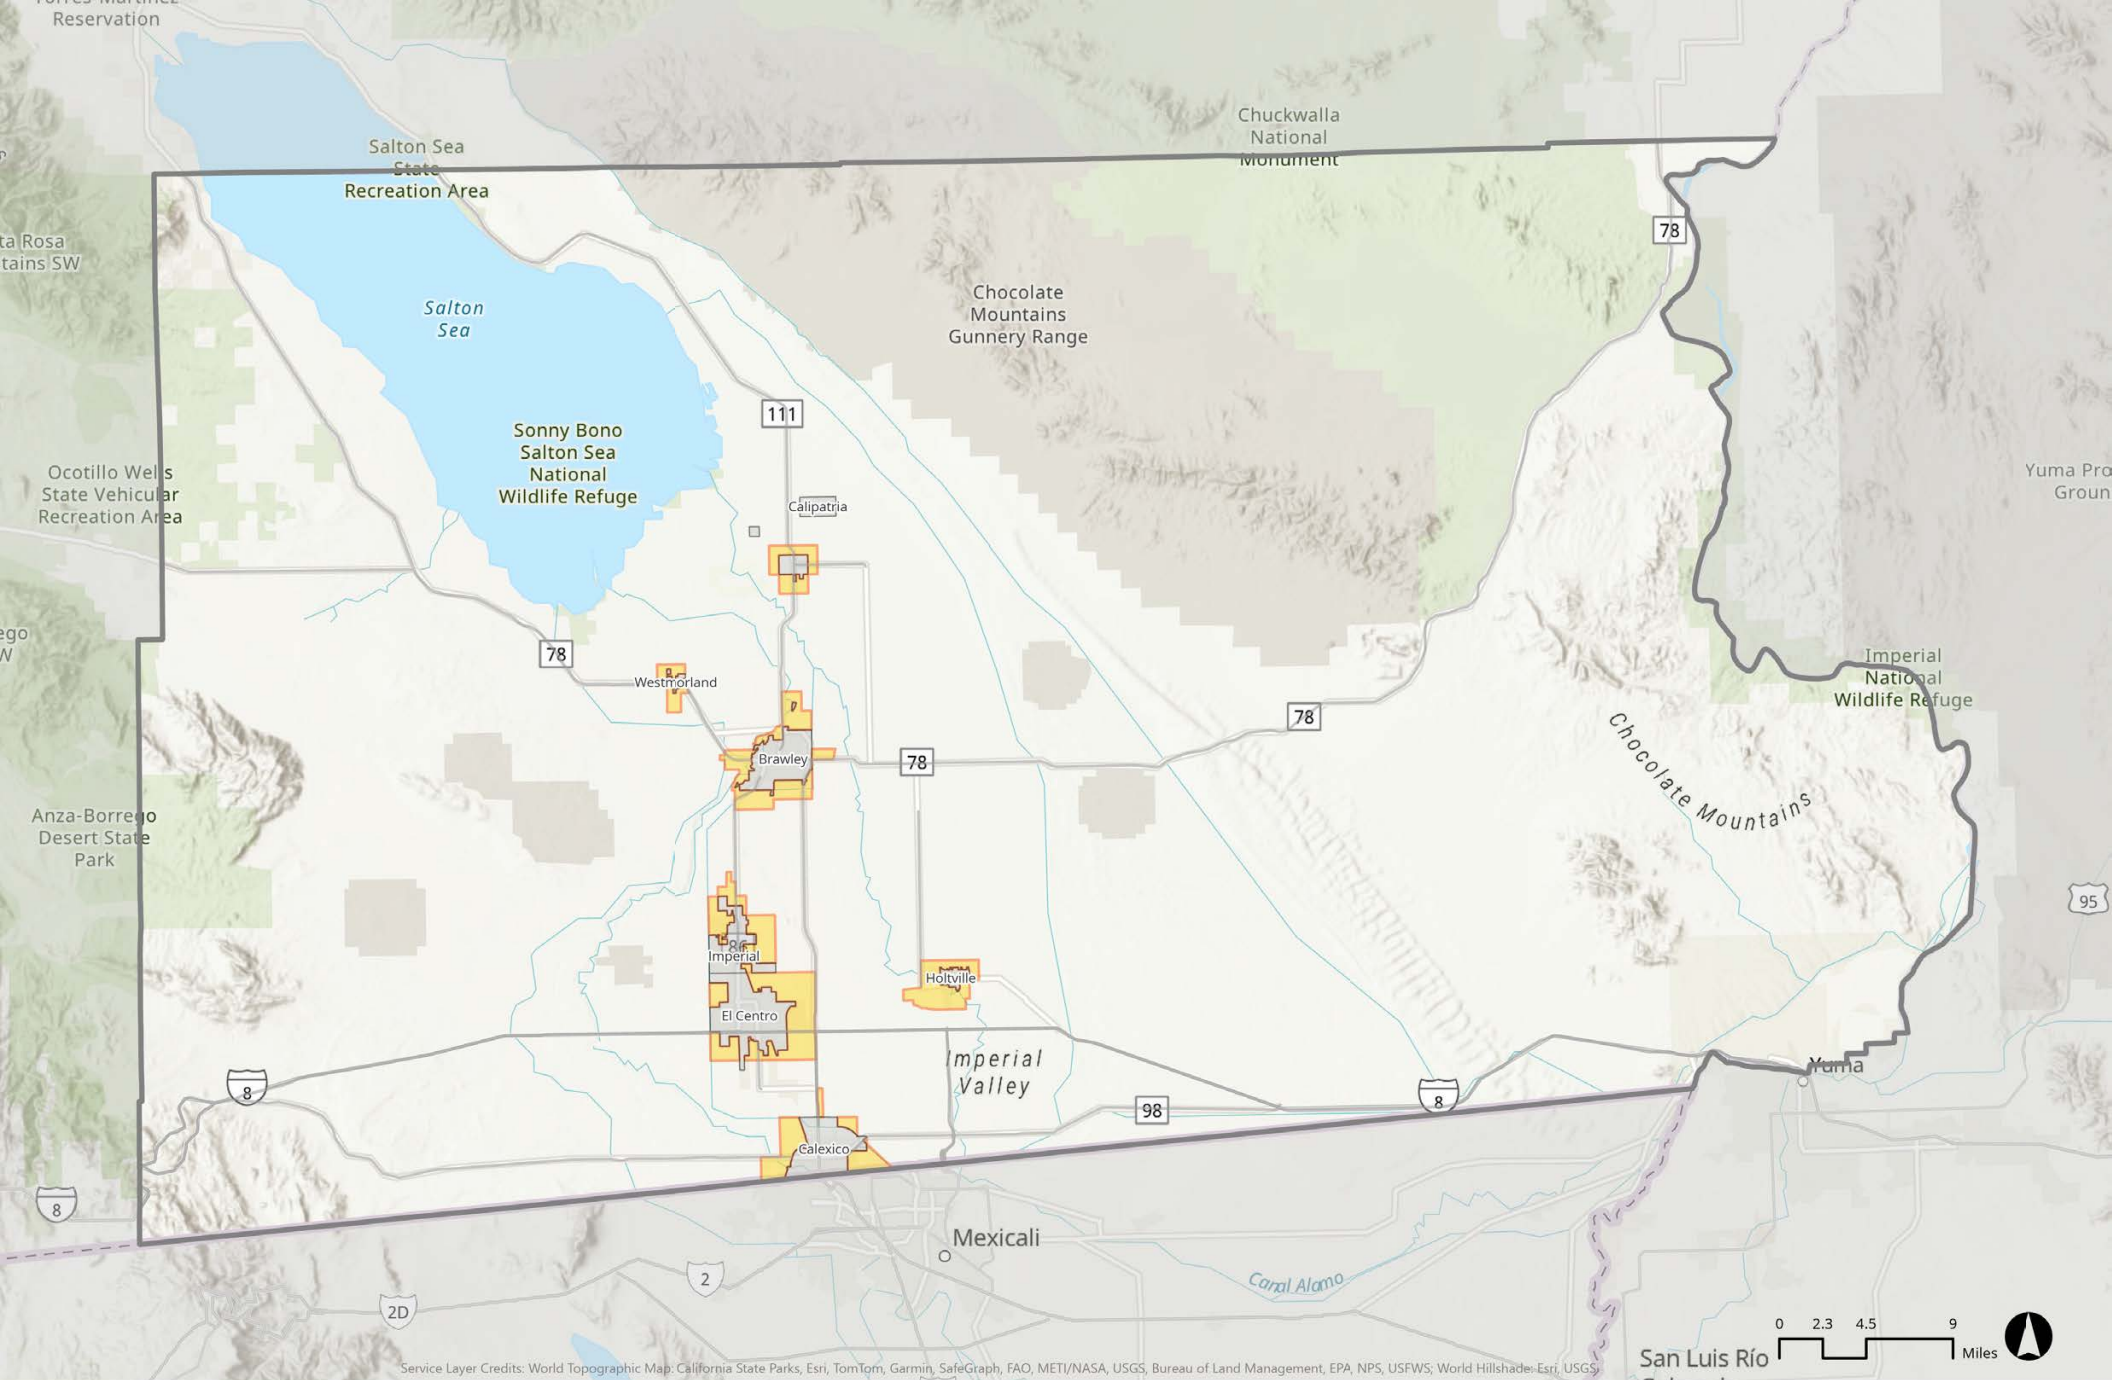 Reservation
Salton Sea
State
Recreation Area
Chuckwalla
National
Monument
78
ta Rosa
tains SW
Salton
Sea
Chocolate
Mountains
Gunnery Range
111
Sonny Bono
Salton Sea
National
Wildlife Refuge
Ocotillo Wells
State Vehicular
Recreation Area
Yuma Pro
Groun
Calipatria
ego
W
78
Westmorland
Imperial
National
Wildlife Refuge
78
Chocolate Mountains
Brawley
78
Anza-Borrego
Desert State
Park
95
86
Imperial
Holtville
El Centro
Imperial
Valley
Yuma
8
8
98
Calexico
8
Mexicali
2
Canal Alamo
2D
0 2.3 4.5 9
Miles
San Luis Río
Service Layer Credits: World Topographic Map: California State Parks, Esri, TomTom, Garmin, SafeGraph, FAO, METI/NASA, USGS, Bureau of Land Management, EPA, NPS, USFWS; World Hillshade: Esri, USGS